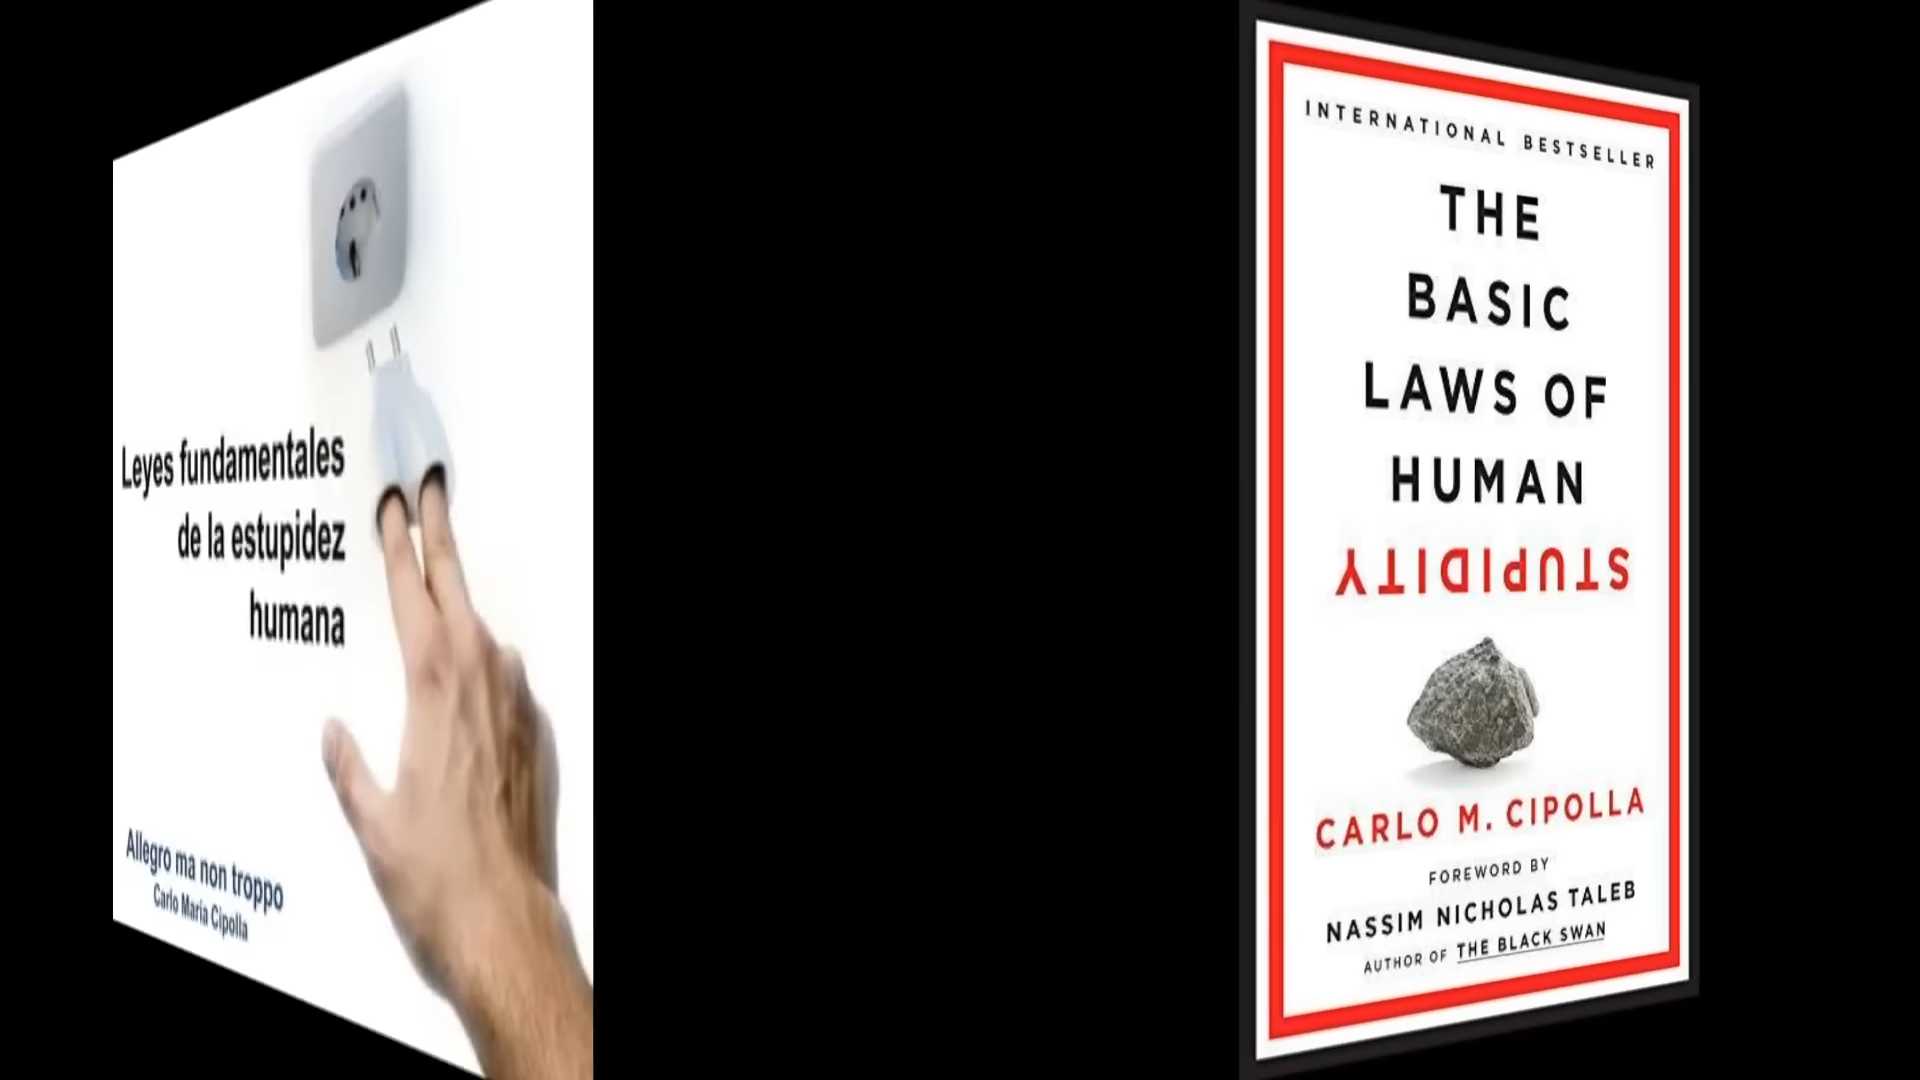 Leyes fundamentales
de la estupidez
humana
Allegro ma non troppo
Carlo Maria Cipolla
INTERNATIONAL BESTSELLER
THE
BASIC
LAWS OF
HUMAN
STUPIDITY
CARLO M. CIPOLLA
FOREWORD BY
NASSIM NICHOLAS TALEB
AUTHOR OF THE BLACK SWAN